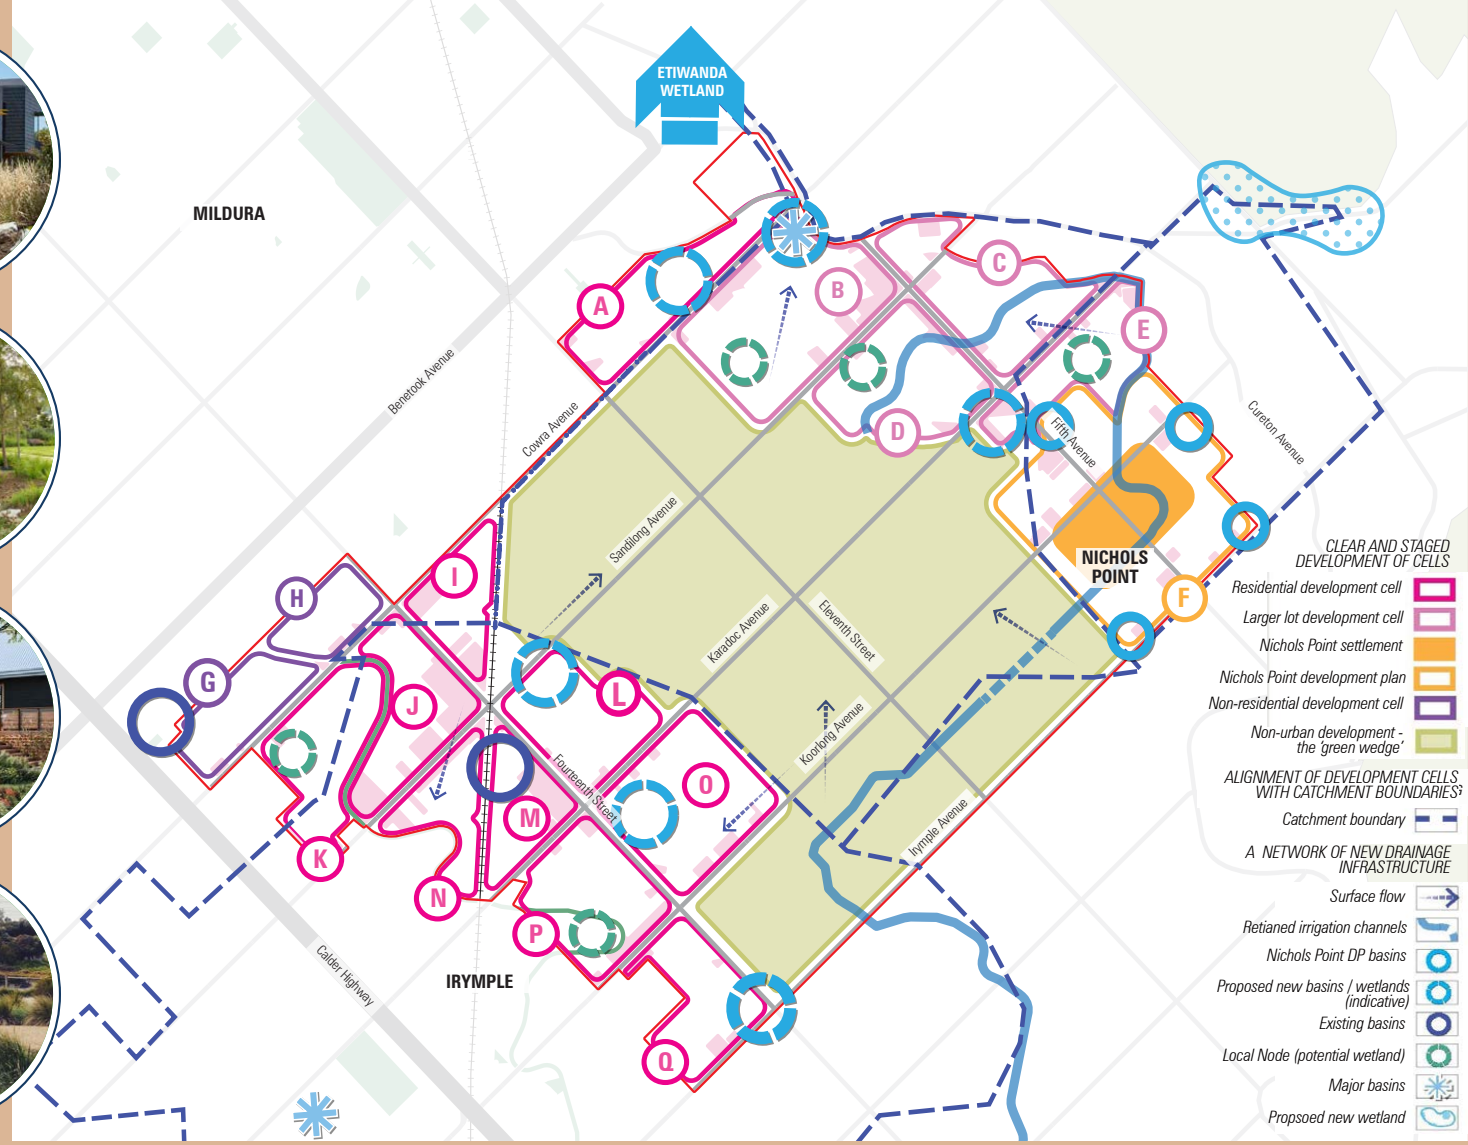 ETIWANDA
WETLAND
MILDURA
A
B
C
D
E
Benetook Avenue
Cowra Avenue
Fifth Avenue
Cureton Avenue
Sandilong Avenue
NICHOLS
POINT
F
I
H
G
J
L
Karadoc Avenue
Eleventh Street
Koorlong Avenue
Fourteenth Street
O
M
K
N
P
Q
Irymple Avenue
Calder Highway
IRYMPLE
CLEAR AND STAGED
DEVELOPMENT OF CELLS
Residential development cell
Larger lot development cell
Nichols Point settlement
Nichols Point development plan
Non-residential development cell
Non-urban development -
the 'green wedge'
ALIGNMENT OF DEVELOPMENT CELLS
WITH CATCHMENT BOUNDARIES³
Catchment boundary
A NETWORK OF NEW DRAINAGE
INFRASTRUCTURE
Surface flow
Retianed irrigation channels
Nichols Point DP basins
Proposed new basins / wetlands
(indicative)
Existing basins
Local Node (potential wetland)
Major basins
Propsoed new wetland